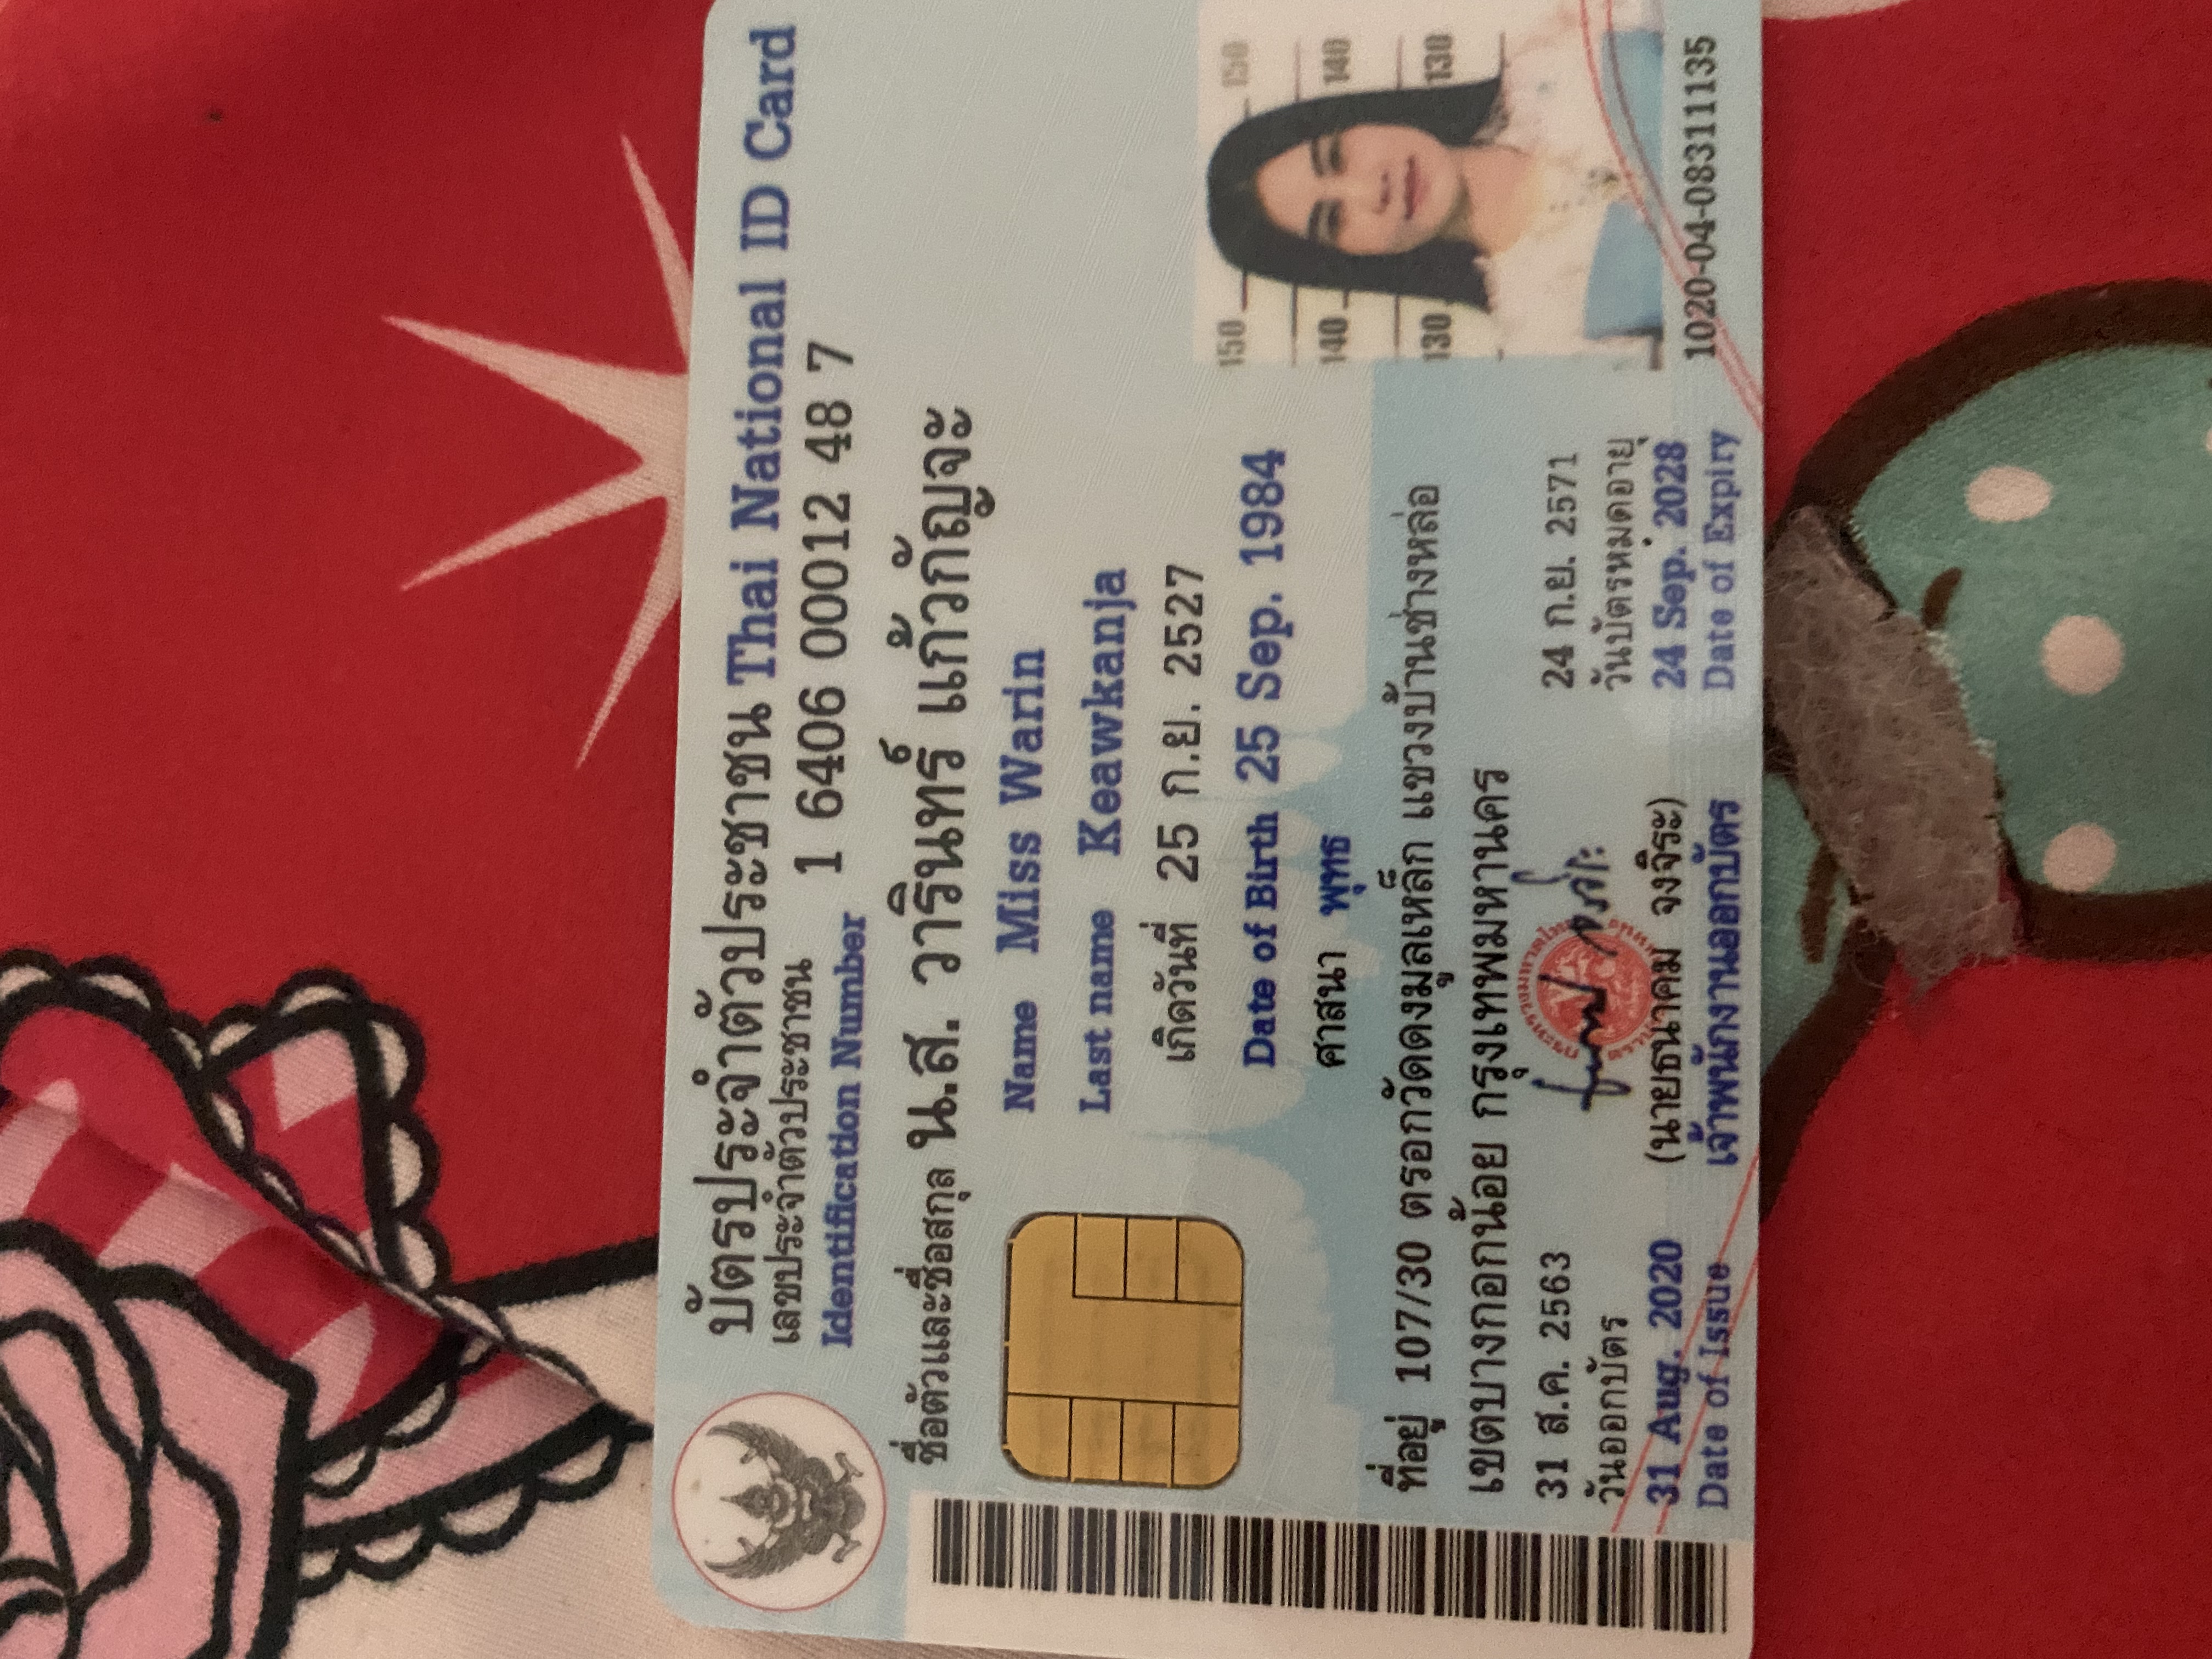 บัตรประจำตัวประชาชน Thai National ID Card
เลขประจำตัวประชาชน
Identification Number 1 6406 00012 48 7
ชื่อตัวและชื่อสกุล น.ส. วารินทร์ แก้วกัญจะ
Name Miss Warin
Last name Keawkanja
เกิดวันที่ 25 ก.ย. 2527
Date of Birth 25 Sep. 1984
ศาสนา พุทธ
ที่อยู่ 107/30 ตรอกวัดดงมูลเหล็ก แขวงบ้านช่างหล่อ
เขตบางกอกน้อย กรุงเทพมหานคร
150 150
140 140
130 130
31 ส.ค. 2563
วันออกบัตร
31 Aug. 2020
Date of Issue
(นายธนาคม จงจิระ)
เจ้าพนักงานออกบัตร
24 ก.ย. 2571
วันบัตรหมดอายุ
24 Sep. 2028
Date of Expiry
1020-04-08311135